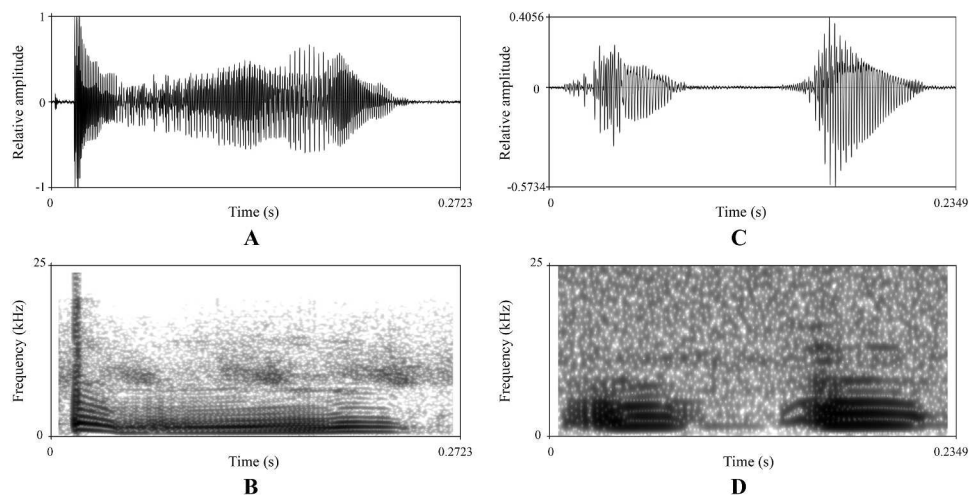 1
Relative amplitude
0
-1
0
Time (s)
0.2723
A
0.4056
Relative amplitude
0
-0.5734
0
Time (s)
0.2349
C
25
Frequency (kHz)
0
0
Time (s)
0.2723
B
25
Frequency (kHz)
0
0
Time (s)
0.2349
D